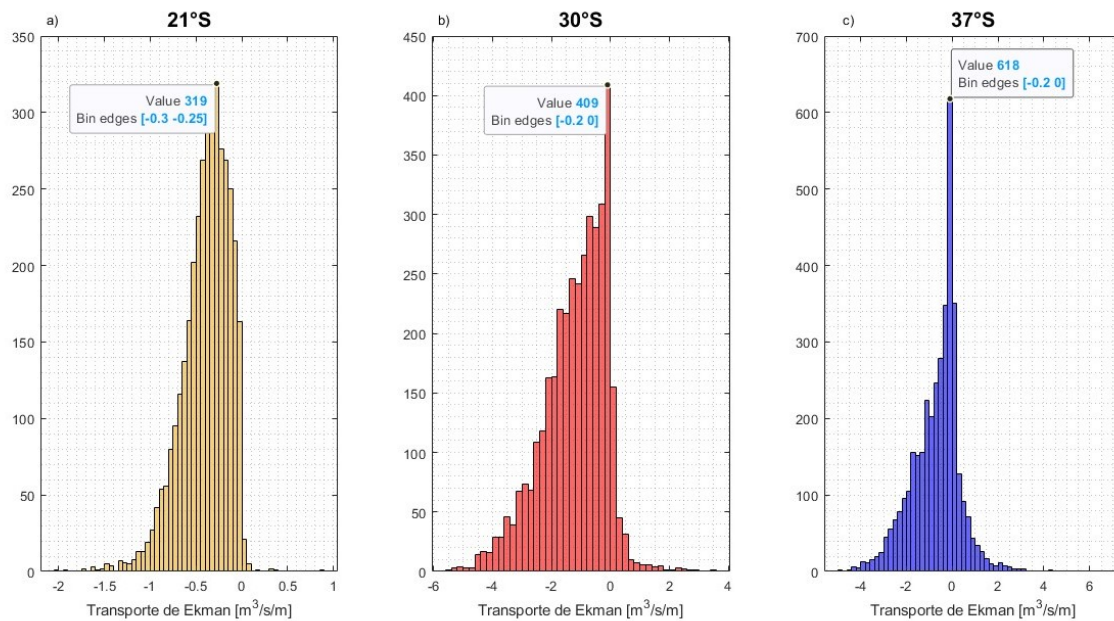 a) 21°S
350
300
250
200
150
100
50
0
Value 319
Bin edges [-0.3 -0.25]
-2 -1.5 -1 -0.5 0 0.5 1
Transporte de Ekman [m³/s/m]
b) 30°S
450
400
350
300
250
200
150
100
50
0
Value 409
Bin edges [-0.2 0]
-6 -4 -2 0 2 4
Transporte de Ekman [m³/s/m]
c) 37°S
700
600
500
400
300
200
100
0
Value 618
Bin edges [-0.2 0]
-4 -2 0 2 4 6
Transporte de Ekman [m³/s/m]